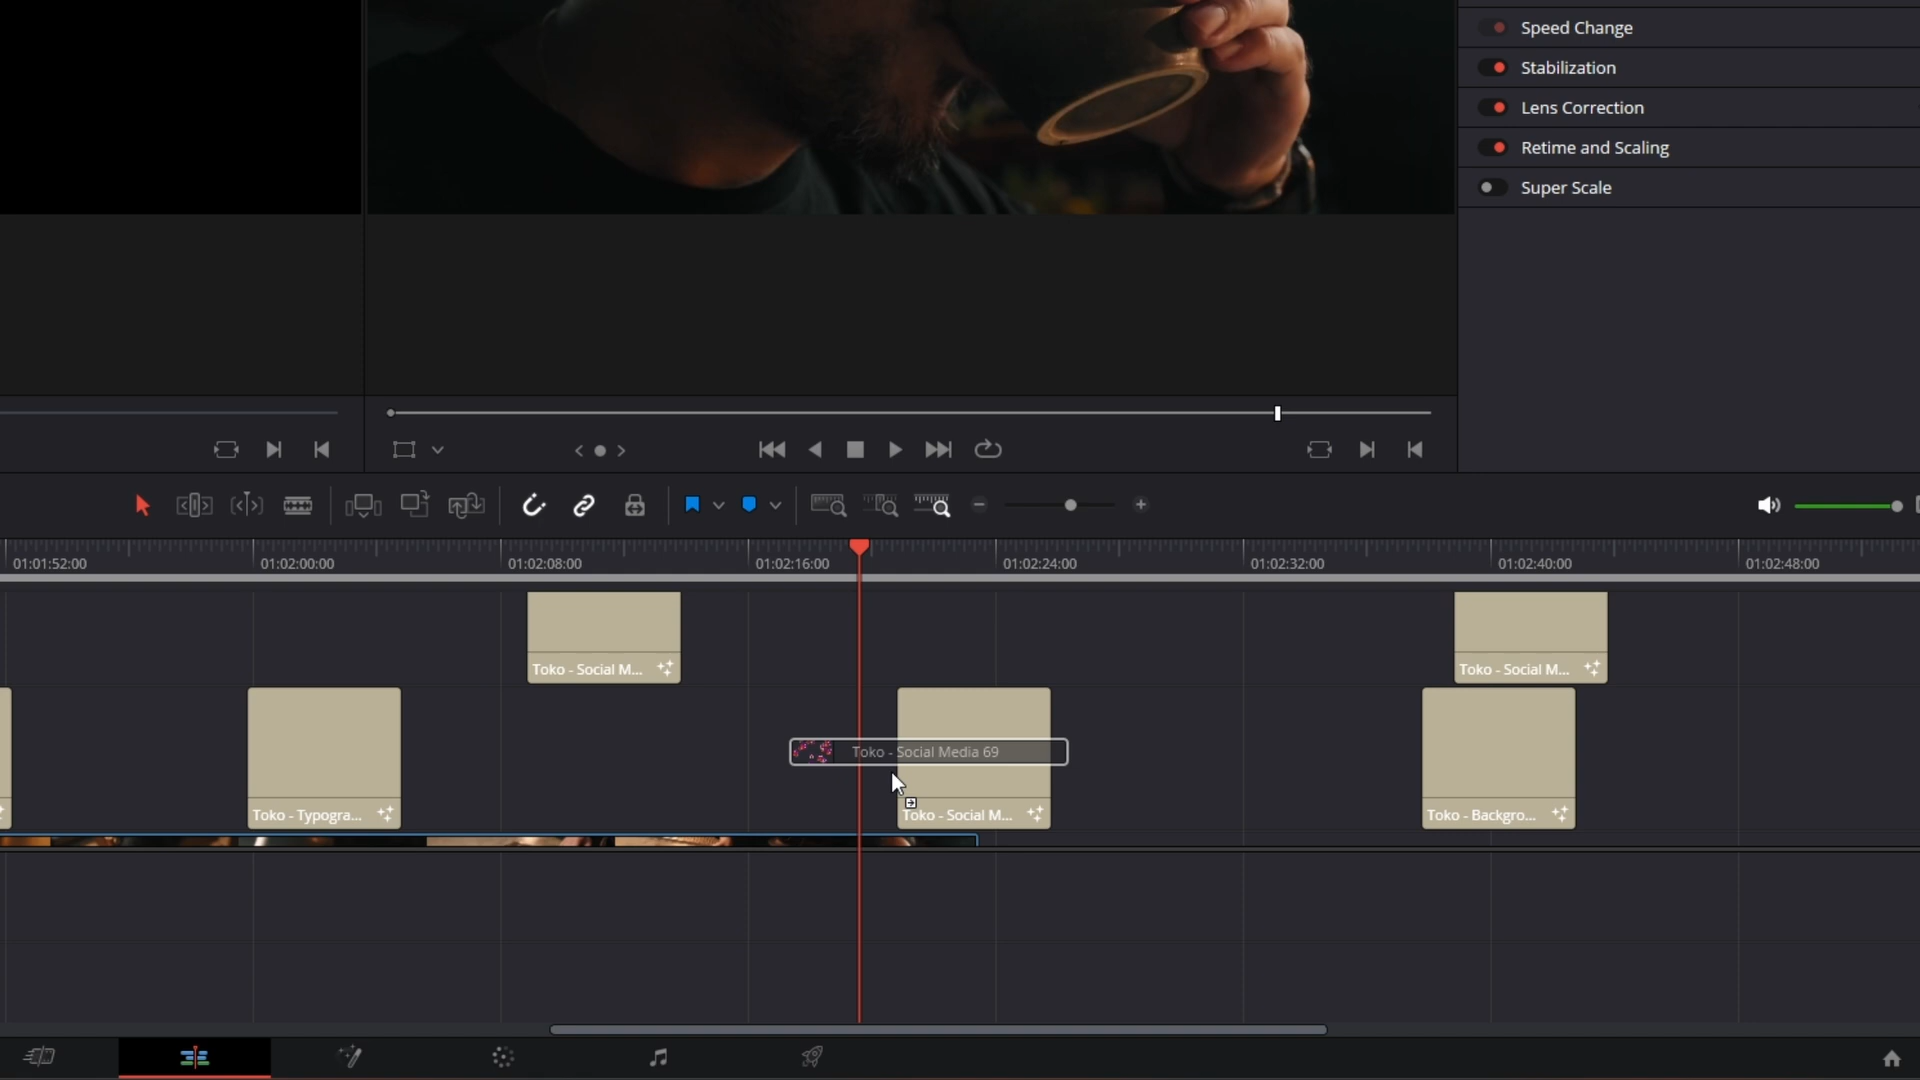 Speed Change
Stabilization
Lens Correction
Retime and Scaling
Super Scale
01:01:52:00
01:02:00:00
01:02:08:00
01:02:16:00
01:02:24:00
01:02:32:00
01:02:40:00
01:02:48:00
Toko - Social M...
Toko - Social M...
Toko - Social Media 69
Toko - Typogra...
Toko - Social M...
Toko - Backgro...